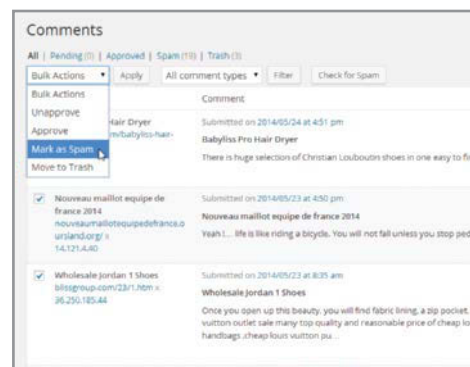 Comments
All | Pending (0) | Approved | Spam (19) | Trash (3)
Bulk Actions Apply All comment types Filter Check for Spam
Bulk Actions
Unapprove
Approve
Mark as Spam
Move to Trash
Comment
Hair Dryer
m/babyliss-hair-
Submitted on 2014/05/24 at 4:51 pm
Babyliss Pro Hair Dryer
There is huge selection of Christian Louboutin shoes in one easy to fi
Nouveau maillot equipe de
france 2014
nouveaumaillotequipedefrance.o
ursland.org/ x
14.121.4.40
Submitted on 2014/05/23 at 4:50 pm
Nouveau maillot equipe de france 2014
Yeah l... life is like riding a bicycle. You will not fall unless you stop ped
Wholesale Jordan 1 Shoes
blissgroup.com/23/1.htm x
36.250.185.44
Submitted on 2014/05/23 at 8:35 am
Wholesale Jordan 1 Shoes
Once you open up this beauty, you will find fabric lining, a zip pocket,
vuitton outlet sale many top quality and reasonable price of cheap lo
handbags ,cheap louis vuitton pu...